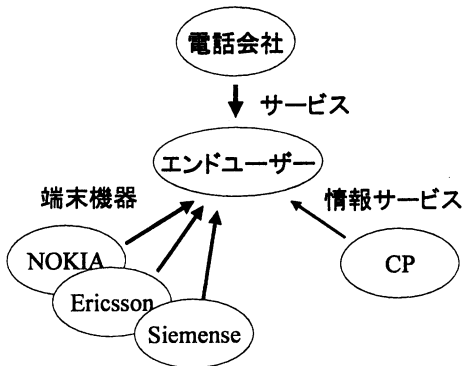 電話会社
サービス
エンドユーザー
端末機器
情報サービス
NOKIA
CP
Ericsson
Siemense